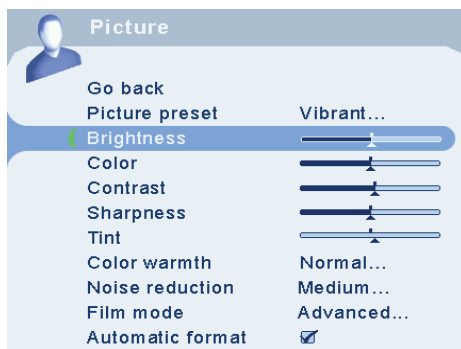 Picture
Go back
Picture preset Vibrant...
Brightness
Color
Contrast
Sharpness
Tint
Color warmth Normal...
Noise reduction Medium...
Film mode Advanced...
Automatic format